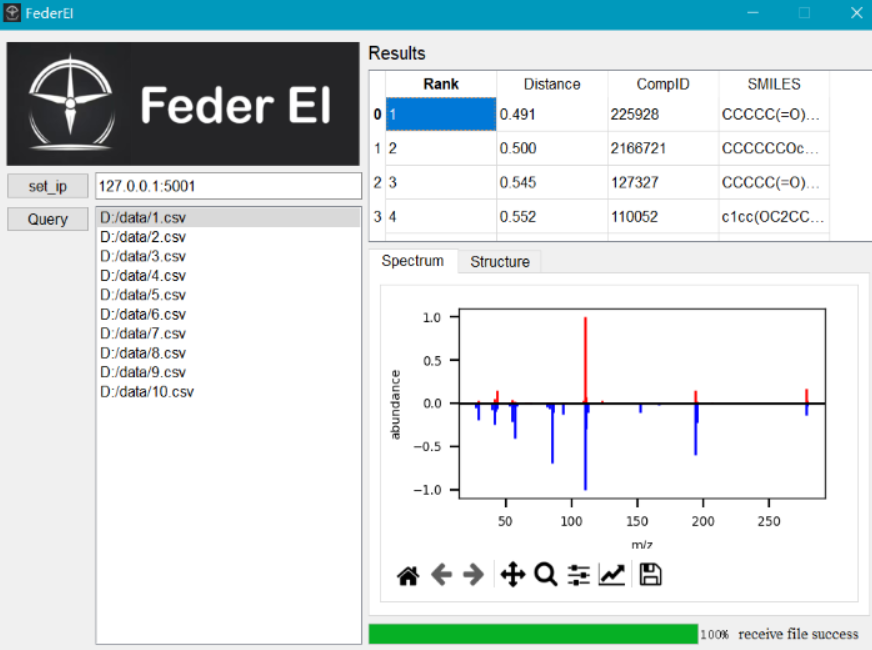 FederEI
Feder EI
set_ip 127.0.0.1:5001
Query
D:/data/1.csv
D:/data/2.csv
D:/data/3.csv
D:/data/4.csv
D:/data/5.csv
D:/data/6.csv
D:/data/7.csv
D:/data/8.csv
D:/data/9.csv
D:/data/10.csv
Results
Rank Distance CompID SMILES
0 1 0.491 225928 CCCCC(=O)...
1 2 0.500 2166721 CCCCCCOc...
2 3 0.545 127327 CCCCC(=O)...
3 4 0.552 110052 c1cc(OC2CC...
Spectrum Structure
1.0
0.5
0.0
−0.5
−1.0
abundance
50 100 150 200 250
m/z
100% receive file success